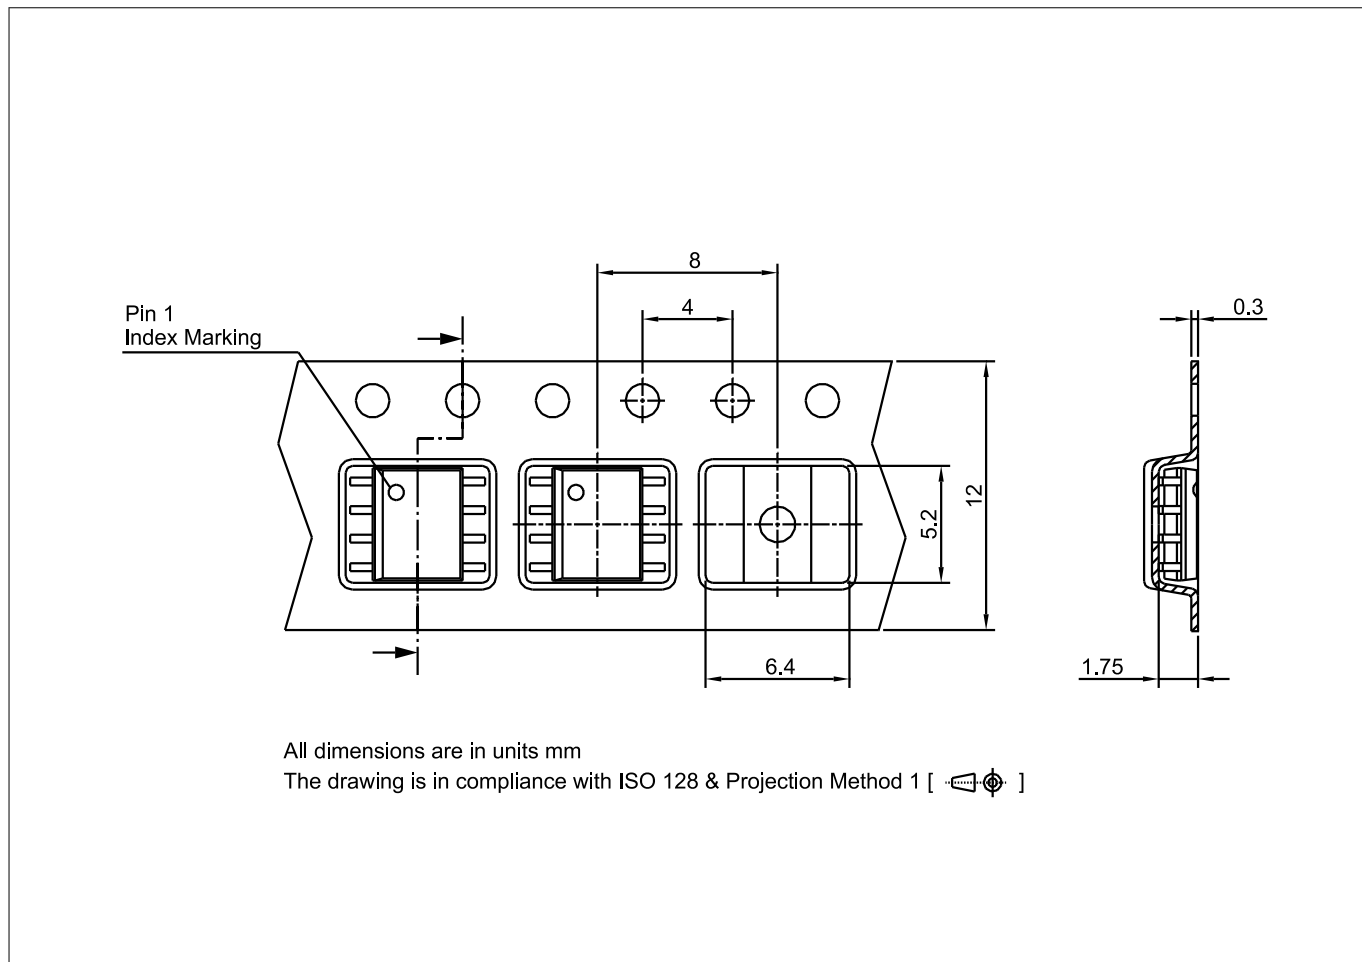 8
4
0.3
Pin 1
Index Marking
12
5.2
6.4
1.75
All dimensions are in units mm
The drawing is in compliance with ISO 128 & Projection Method 1 [ ]